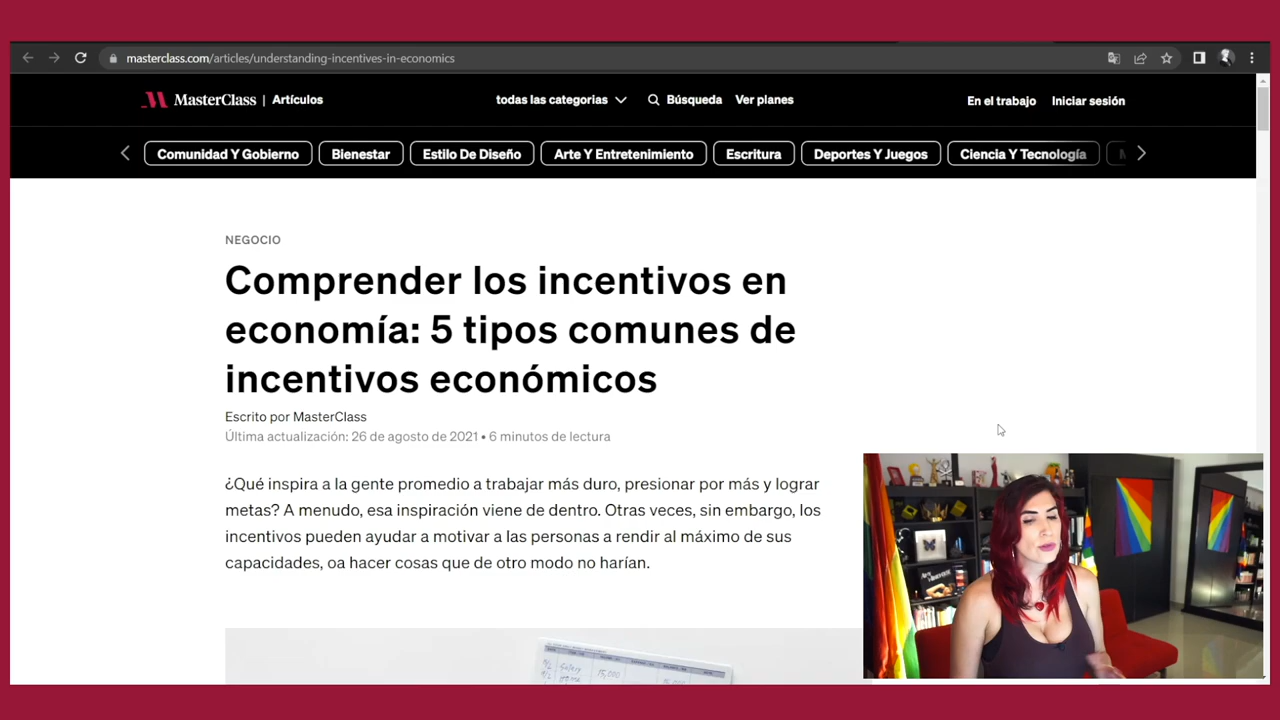 masterclass.com/articles/understanding-incentives-in-economics
MasterClass | Artículos
todas las categorias
Búsqueda
Ver planes
En el trabajo
Iniciar sesión
Comunidad Y Gobierno
Bienestar
Estilo De Diseño
Arte Y Entretenimiento
Escritura
Deportes Y Juegos
Ciencia Y Tecnología
NEGOCIO
Comprender los incentivos en
economía: 5 tipos comunes de
incentivos económicos
Escrito por MasterClass
Última actualización: 26 de agosto de 2021 • 6 minutos de lectura
¿Qué inspira a la gente promedio a trabajar más duro, presionar por más y lograr
metas? A menudo, esa inspiración viene de dentro. Otras veces, sin embargo, los
incentivos pueden ayudar a motivar a las personas a rendir al máximo de sus
capacidades, oa hacer cosas que de otro modo no harían.